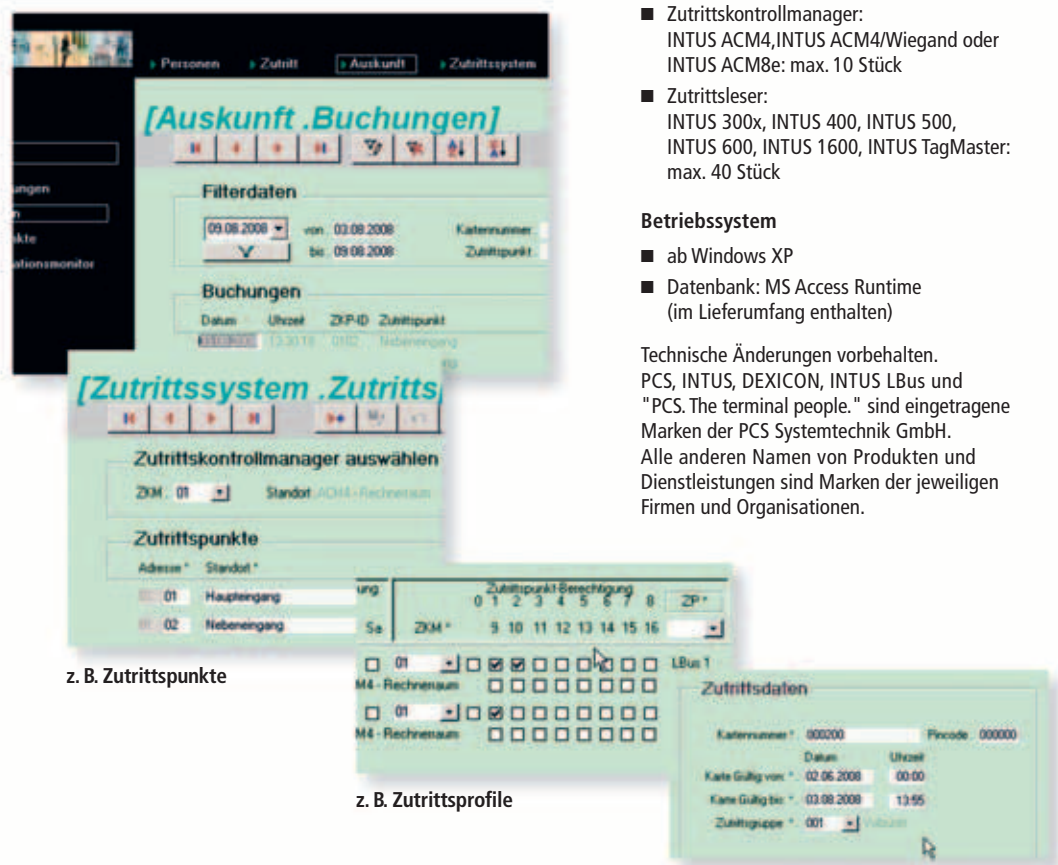 Personen Zutritt Auskunft Zutrittssystem
[Auskunft .Buchungen]
Filterdaten
09.08.2008 von 03.08.2008 Kartennummer
bis 09.08.2008 Zutrittspunkt
Buchungen
Datum Uhrzeit ZKP-ID Zutrittspunkt
13:30:18 0102 Nebeneingang
ungen
n
nkte
ationsmonitor
[Zutrittssystem .Zutritts
Zutrittskontrollmanager auswählen
ZKM 01 Standort ACM4 - Rechnerraum
Zutrittspunkte
Adresse * Standort *
01 Haupteingang
02 Nebeneingang
z. B. Zutrittspunkte
ung Zutrittspunkt-Berechtigung
0 1 2 3 4 5 6 7 8 ZP *
Sa ZKM * 9 10 11 12 13 14 15 16
01 LBus 1
M4 - Rechnerraum
01
M4 - Rechnerraum
z. B. Zutrittsprofile
Zutrittsdaten
Kartennummer * 000200 Pincode 000000
Datum Uhrzeit
Karte Gültig von: * 02.06.2008 00:00
Karte Gültig bis: * 03.08.2008 13:55
Zutrittsgruppe * 001
■ Zutrittskontrollmanager:
INTUS ACM4,INTUS ACM4/Wiegand oder
INTUS ACM8e: max. 10 Stück
■ Zutrittsleser:
INTUS 300x, INTUS 400, INTUS 500,
INTUS 600, INTUS 1600, INTUS TagMaster:
max. 40 Stück
Betriebssystem
■ ab Windows XP
■ Datenbank: MS Access Runtime
(im Lieferumfang enthalten)
Technische Änderungen vorbehalten.
PCS, INTUS, DEXICON, INTUS LBus und
"PCS. The terminal people." sind eingetragene
Marken der PCS Systemtechnik GmbH.
Alle anderen Namen von Produkten und
Dienstleistungen sind Marken der jeweiligen
Firmen und Organisationen.